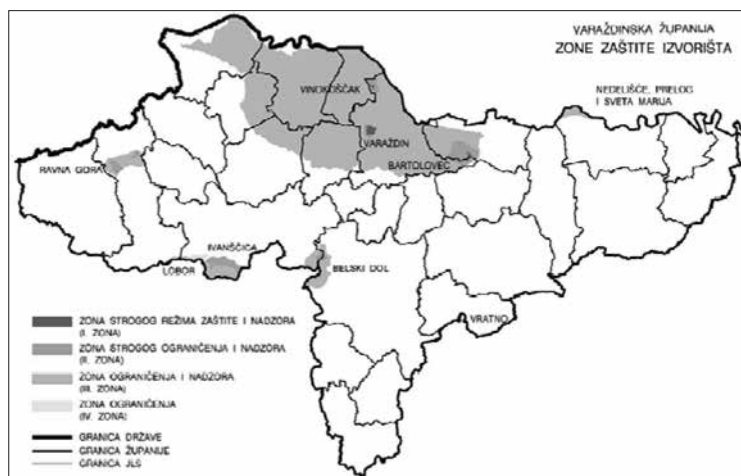 VARAŽDINSKA ŽUPANIJA
ZONE ZAŠTITE IZVORIŠTA
NEDELIŠĆE, PRELOG
I SVETA MARIJA
VINOKOŠČAK
VARAŽDIN
BARTOLOVEC
RAVNA GORA
IVANŠČICA
LOBOR
BELSKI DOL
VRATNO
ZONA STROGOG REŽIMA ZAŠTITE I NADZORA
(I. ZONA)
ZONA STROGOG OGRANIČENJA I NADZORA
(II. ZONA)
ZONA OGRANIČENJA I NADZORA
(III. ZONA)
ZONA OGRANIČENJA
(IV. ZONA)
GRANICA DRŽAVE
GRANICA ŽUPANIJE
GRANICA JLS